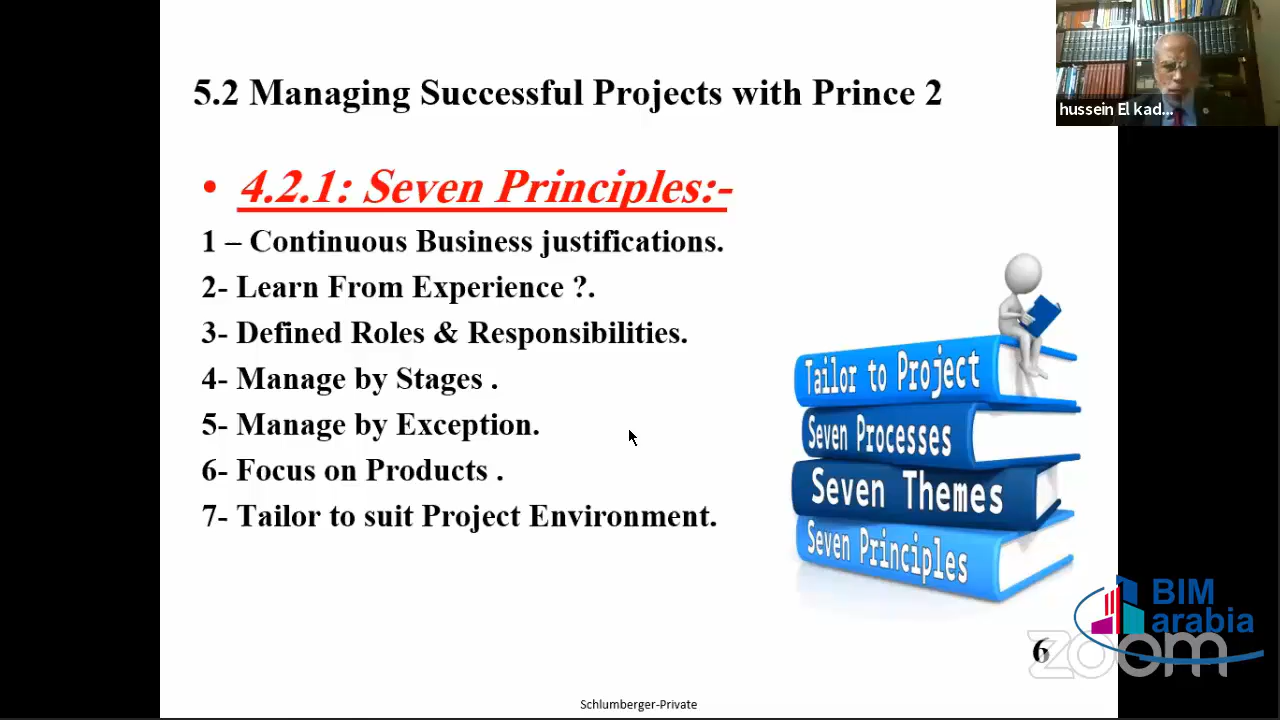 5.2 Managing Successful Projects with Prince 2
hussein El kad...
• 4.2.1: Seven Principles:-
1 – Continuous Business justifications.
2- Learn From Experience ?.
3- Defined Roles & Responsibilities.
4- Manage by Stages .
5- Manage by Exception.
6- Focus on Products .
7- Tailor to suit Project Environment.
Tailor to Project
Seven Processes
Seven Themes
Seven Principles
BIM
arabia
zoom
6
Schlumberger-Private